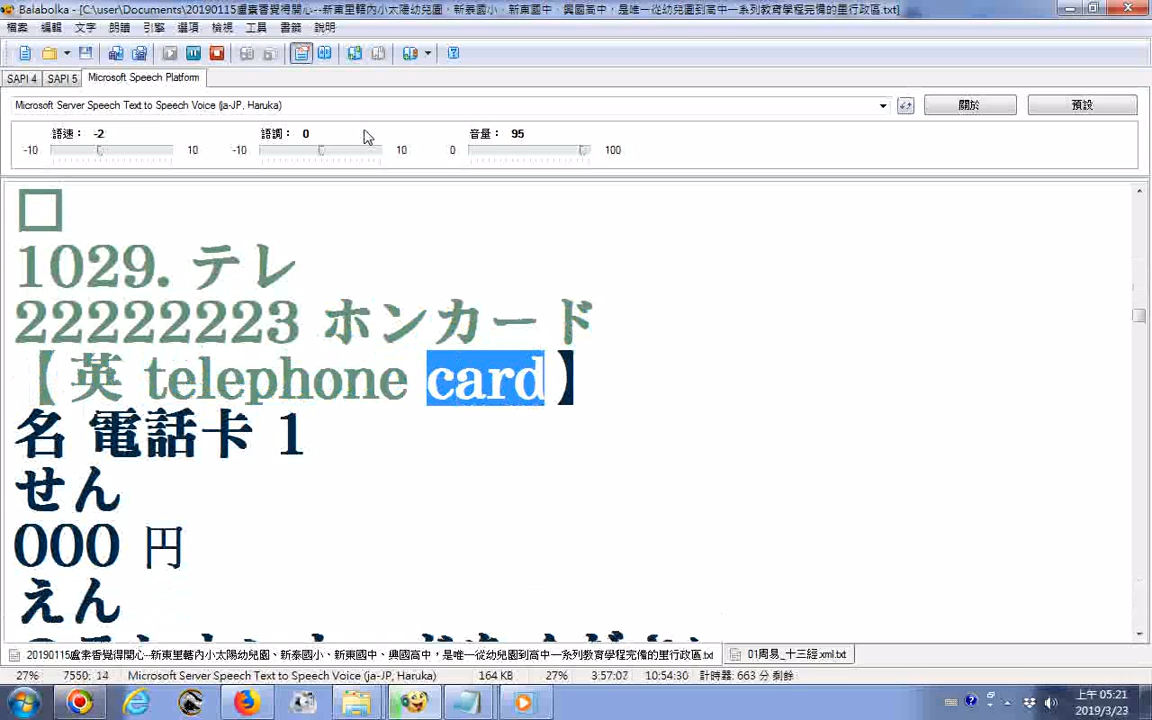 Balabolka - [C:\user\Documents\20190115盧素香覺得開心--新東里轄內小太陽幼兒園、新泰國小、新東國中、興國高中，是唯一從幼兒園到高中一系列教育學程完備的里行政區.txt]
檔案 編輯 文字 朗讀 引擎 選項 檢視 工具 書籤 說明
SAPI 4 SAPI 5 Microsoft Speech Platform
Microsoft Server Speech Text to Speech Voice (ja-JP, Haruka) 關於 預設
語速： -2 語調： 0 音量： 95
-10 10 -10 10 0 100
□
1029. テレ
22222223 ホンカード
【 英 telephone card 】
名 電話卡 1
せん
000 円
えん
20190115盧素香覺得開心--新東里轄內小太陽幼兒園、新泰國小、新東國中、興國高中，是唯一從幼兒園到高中一系列教育學程完備的里行政區.txt 01周易_十三經.xml.txt
27% 7550: 14 Microsoft Server Speech Text to Speech Voice (ja-JP, Haruka) 164 KB 27% 3:57:07 10:54:30 計時器: 663 分 剩餘
上午 05:21
2019/3/23